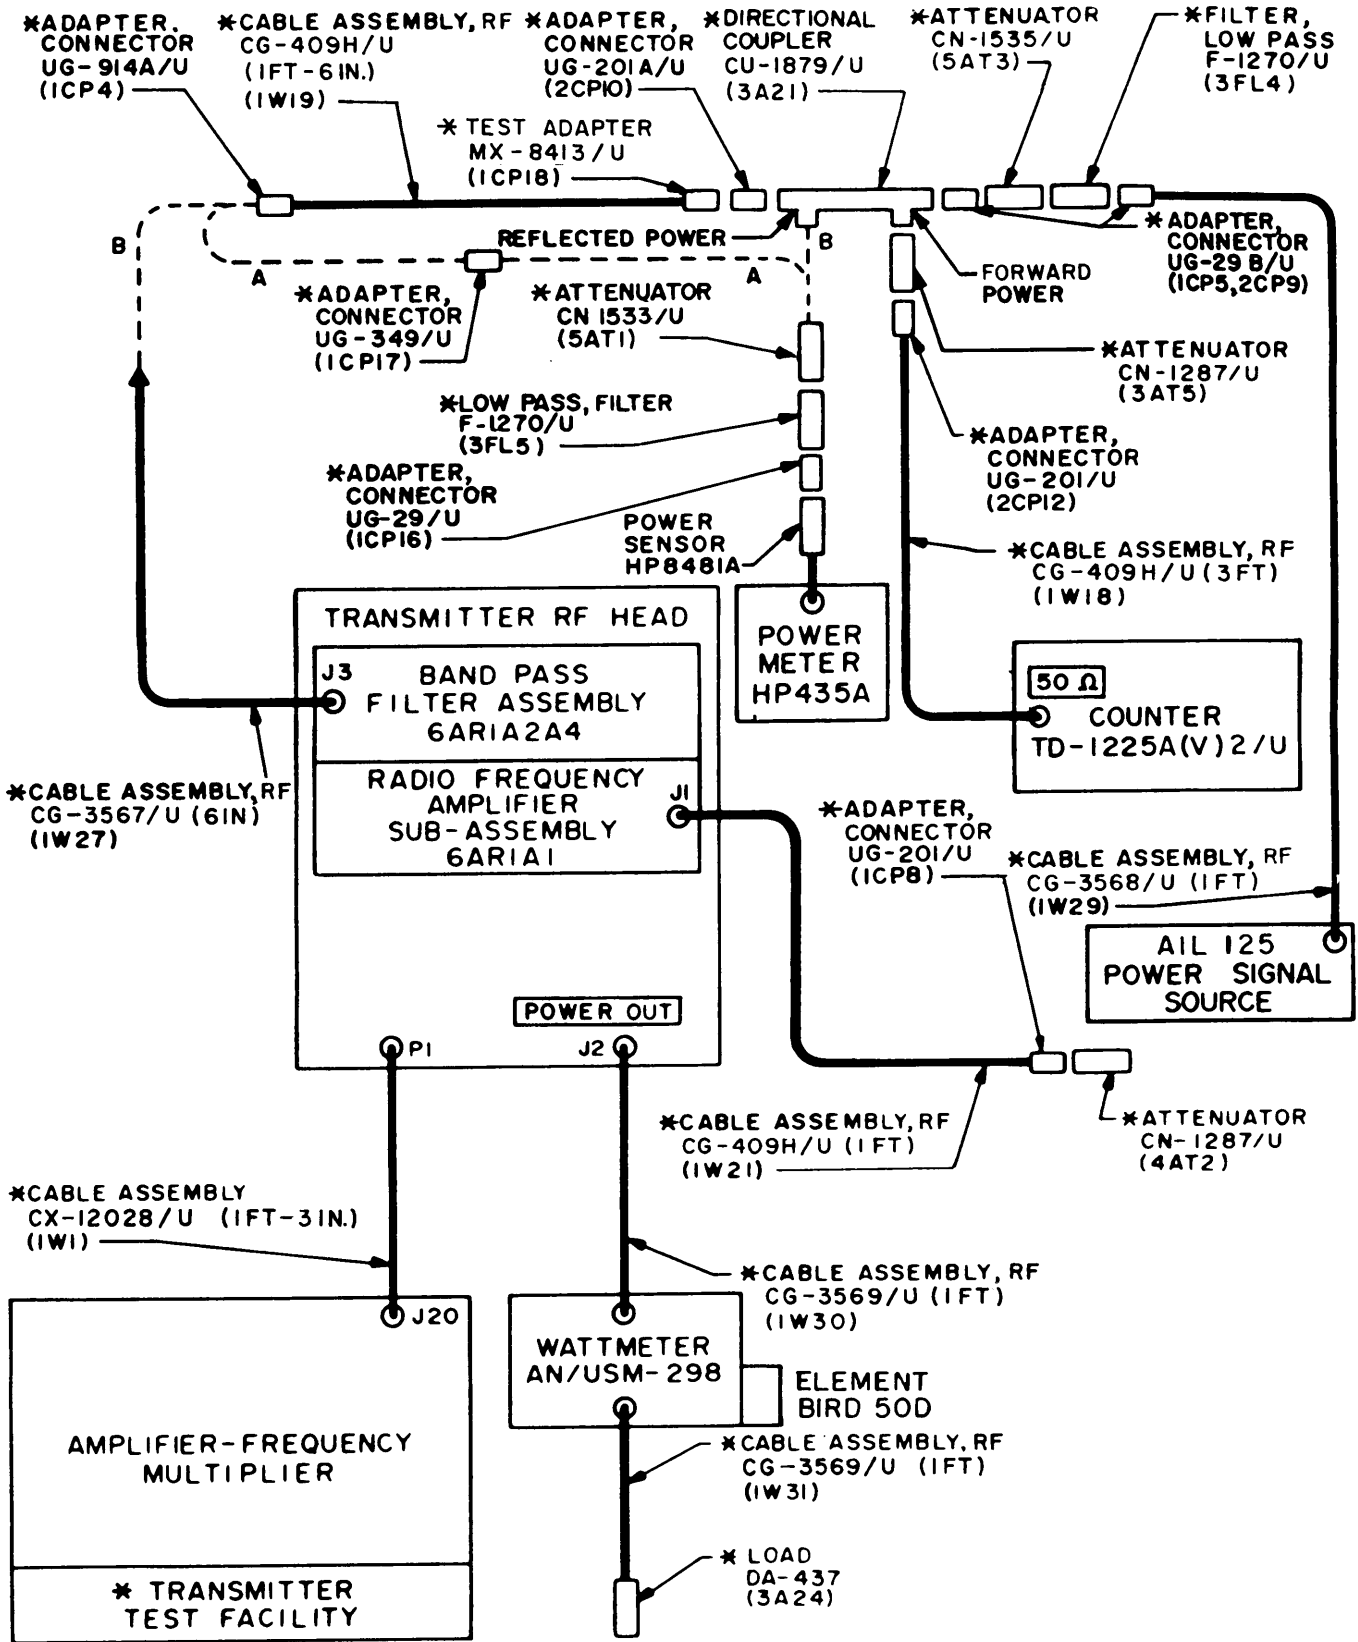 *ADAPTER.
CONNECTOR
UG-914A/U
(1CP4)
*CABLE ASSEMBLY, RF
CG-409H/U
(1FT-6IN.)
(1W19)
*ADAPTER,
CONNECTOR
UG-201A/U
(2CP10)
*DIRECTIONAL
COUPLER
CU-1879/U
(3A21)
*ATTENUATOR
CN-1535/U
(5AT3)
*FILTER,
LOW PASS
F-1270/U
(3FL4)
* TEST ADAPTER
MX-8413/U
(1CP18)
B
REFLECTED POWER
B
A
A
*ADAPTER,
CONNECTOR
UG-29 B/U
(1CP5,2CP9)
FORWARD
POWER
*ADAPTER,
CONNECTOR
UG-349/U
(1CP17)
*ATTENUATOR
CN 1533/U
(5AT1)
*ATTENUATOR
CN-1287/U
(3AT5)
*LOW PASS, FILTER
F-1270/U
(3FL5)
*ADAPTER,
CONNECTOR
UG-201/U
(2CP12)
*ADAPTER,
CONNECTOR
UG-29/U
(1CP16)
POWER
SENSOR
HP8481A
*CABLE ASSEMBLY, RF
CG-409H/U (3FT)
(1W18)
TRANSMITTER RF HEAD
J3
BAND PASS
FILTER ASSEMBLY
6AR1A2A4
POWER
METER
HP435A
50 Ω
COUNTER
TD-1225A(V)2/U
RADIO FREQUENCY
AMPLIFIER
SUB-ASSEMBLY
6AR1A1
J1
*CABLE ASSEMBLY, RF
CG-3567/U (6IN)
(1W27)
*ADAPTER,
CONNECTOR
UG-201/U
(1CP8)
*CABLE ASSEMBLY, RF
CG-3568/U (1FT)
(1W29)
AIL 125
POWER SIGNAL
SOURCE
POWER OUT
P1
J2
*CABLE ASSEMBLY, RF
CG-409H/U (1FT)
(1W21)
*ATTENUATOR
CN-1287/U
(4AT2)
*CABLE ASSEMBLY
CX-12028/U (1FT-3IN.)
(1W1)
*CABLE ASSEMBLY, RF
CG-3569/U (1FT)
(1W30)
J20
WATTMETER
AN/USM-298
ELEMENT
BIRD 50D
AMPLIFIER-FREQUENCY
MULTIPLIER
*CABLE ASSEMBLY, RF
CG-3569/U (1FT)
(1W31)
* LOAD
DA-437
(3A24)
* TRANSMITTER
TEST FACILITY